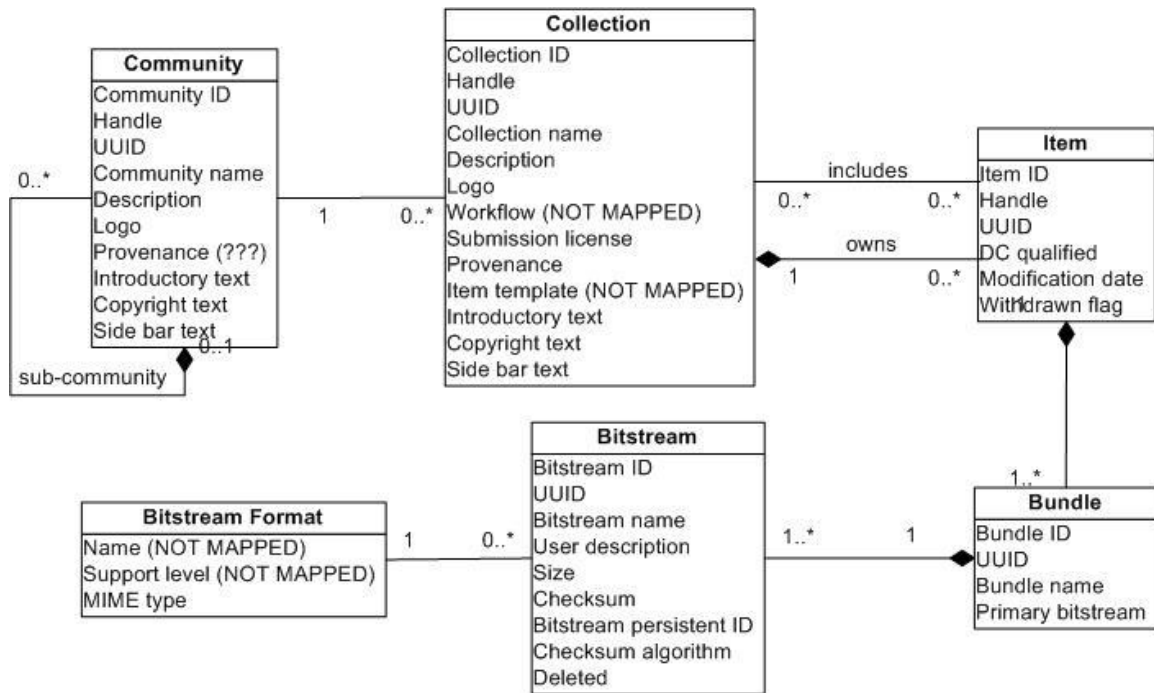 Community
Community ID
Handle
UUID
Community name
Description
Logo
Provenance (???)
Introductory text
Copyright text
Side bar text
0..*
0..1
sub-community
1
0..*
Collection
Collection ID
Handle
UUID
Collection name
Description
Logo
Workflow (NOT MAPPED)
Submission license
Provenance
Item template (NOT MAPPED)
Introductory text
Copyright text
Side bar text
includes
0..*
0..*
owns
1
0..*
Item
Item ID
Handle
UUID
DC qualified
Modification date
Withdrawn flag
1
1..*
Bitstream Format
Name (NOT MAPPED)
Support level (NOT MAPPED)
MIME type
1
0..*
Bitstream
Bitstream ID
UUID
Bitstream name
User description
Size
Checksum
Bitstream persistent ID
Checksum algorithm
Deleted
1..*
1
Bundle
Bundle ID
UUID
Bundle name
Primary bitstream